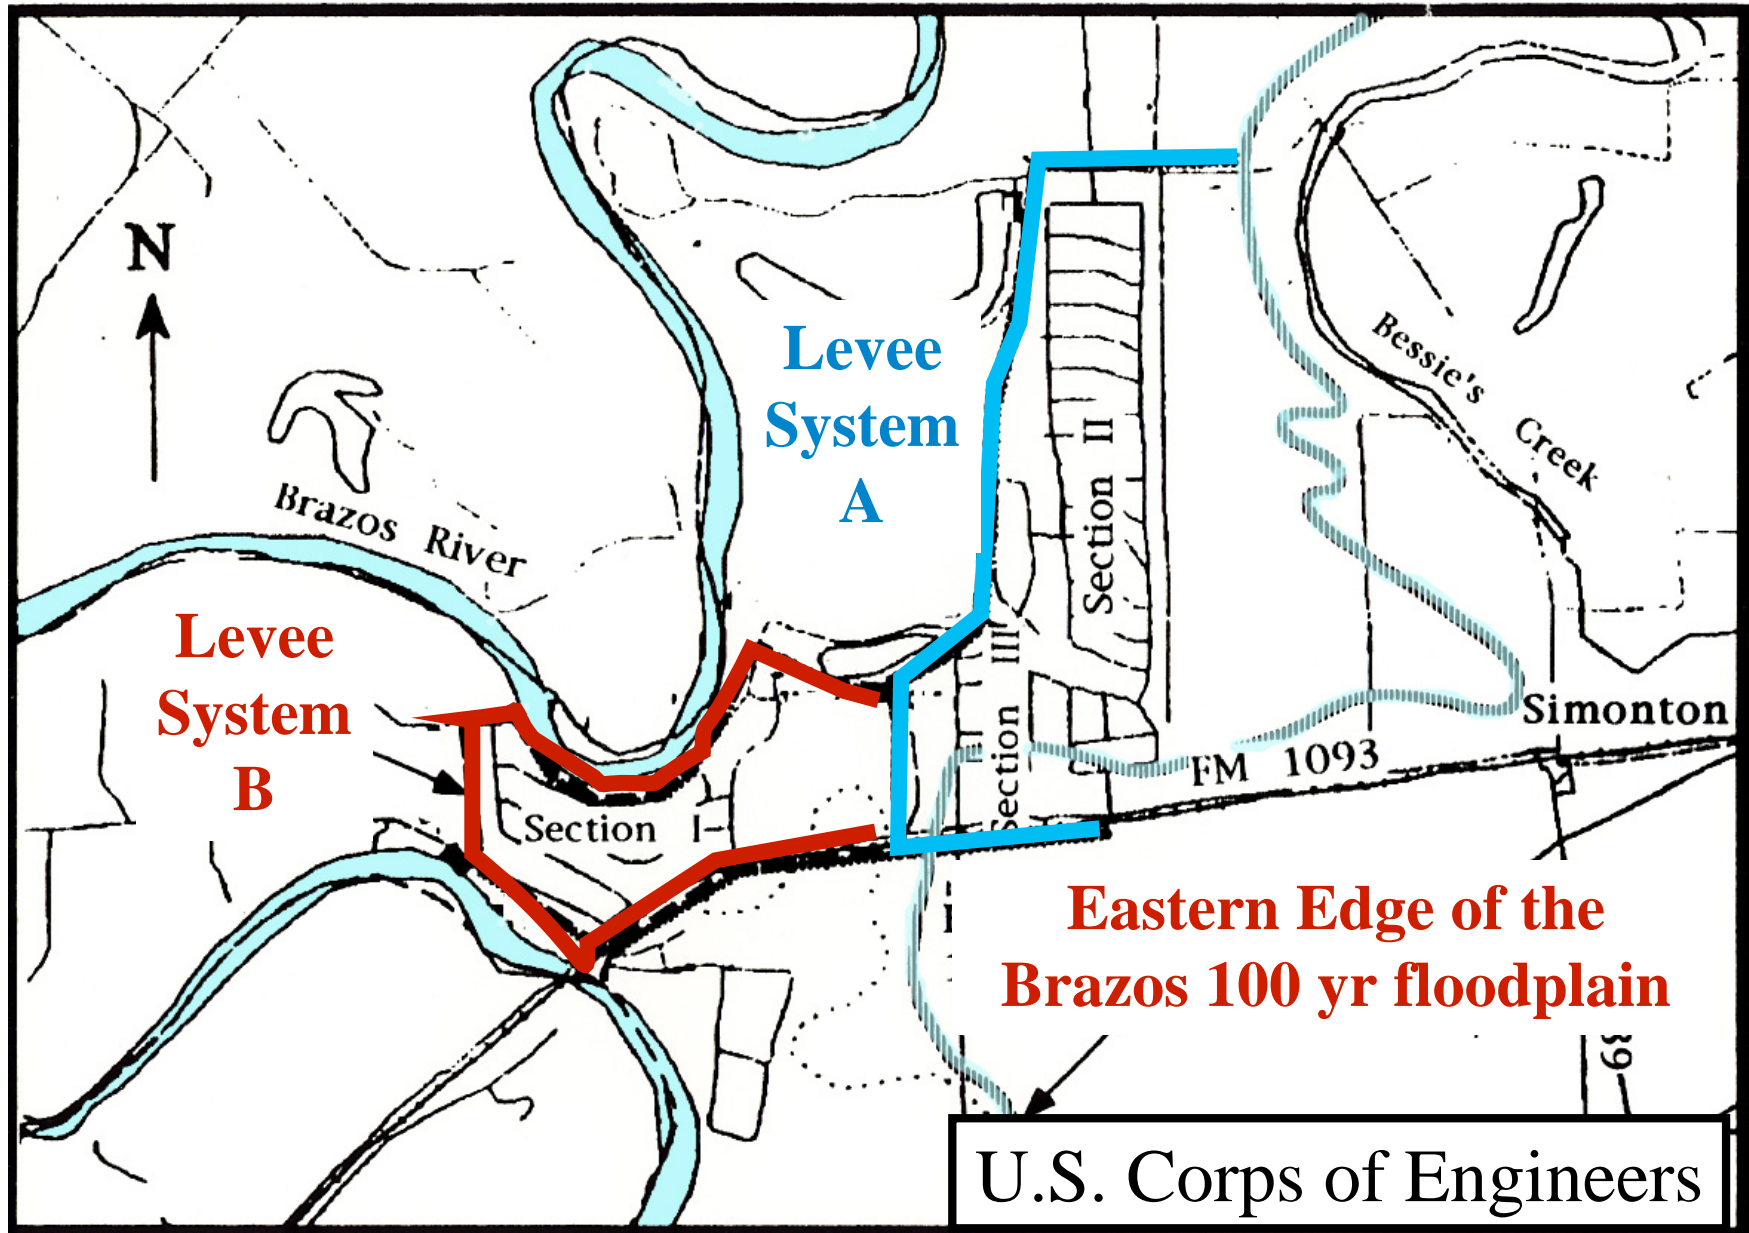 N
Levee
System
A
Bessie's
Creek
Section II
Brazos River
Levee
System
B
Section III
Simonton
FM 1093
Section I
Eastern Edge of the
Brazos 100 yr floodplain
U.S. Corps of Engineers